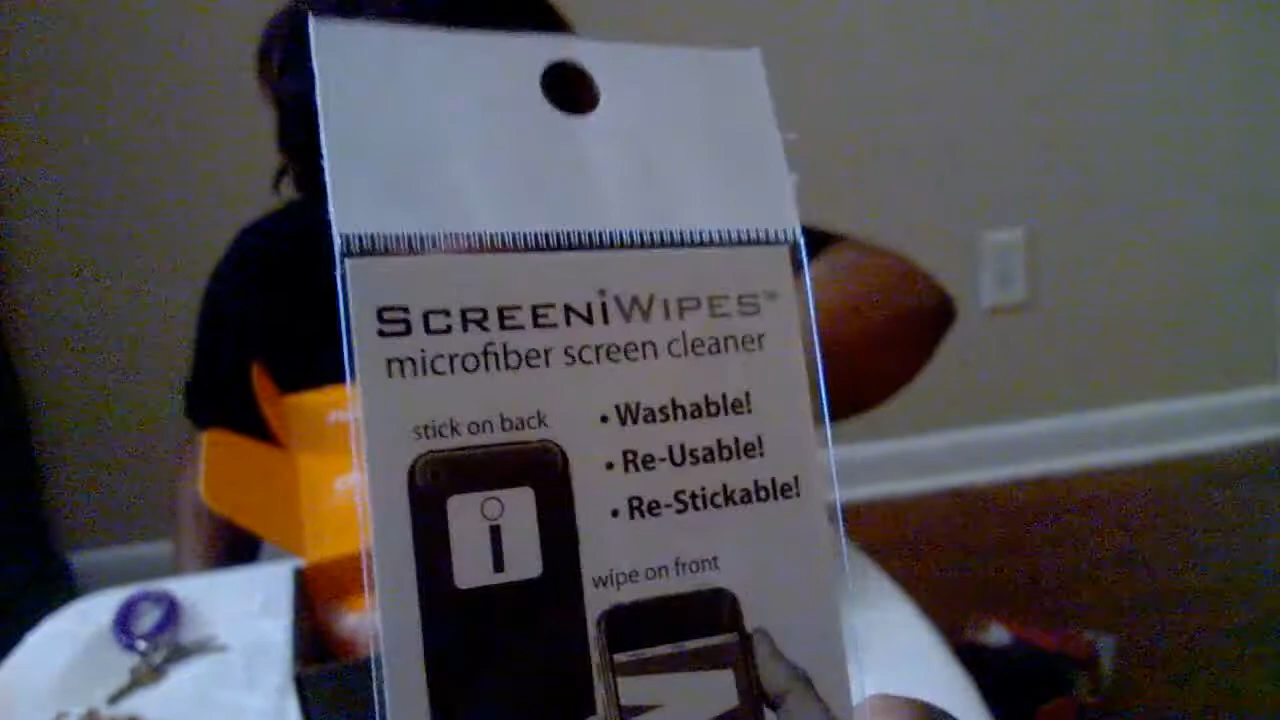 SCREENiWIPES™
microfiber screen cleaner
stick on back
• Washable!
• Re-Usable!
• Re-Stickable!
i
wipe on front